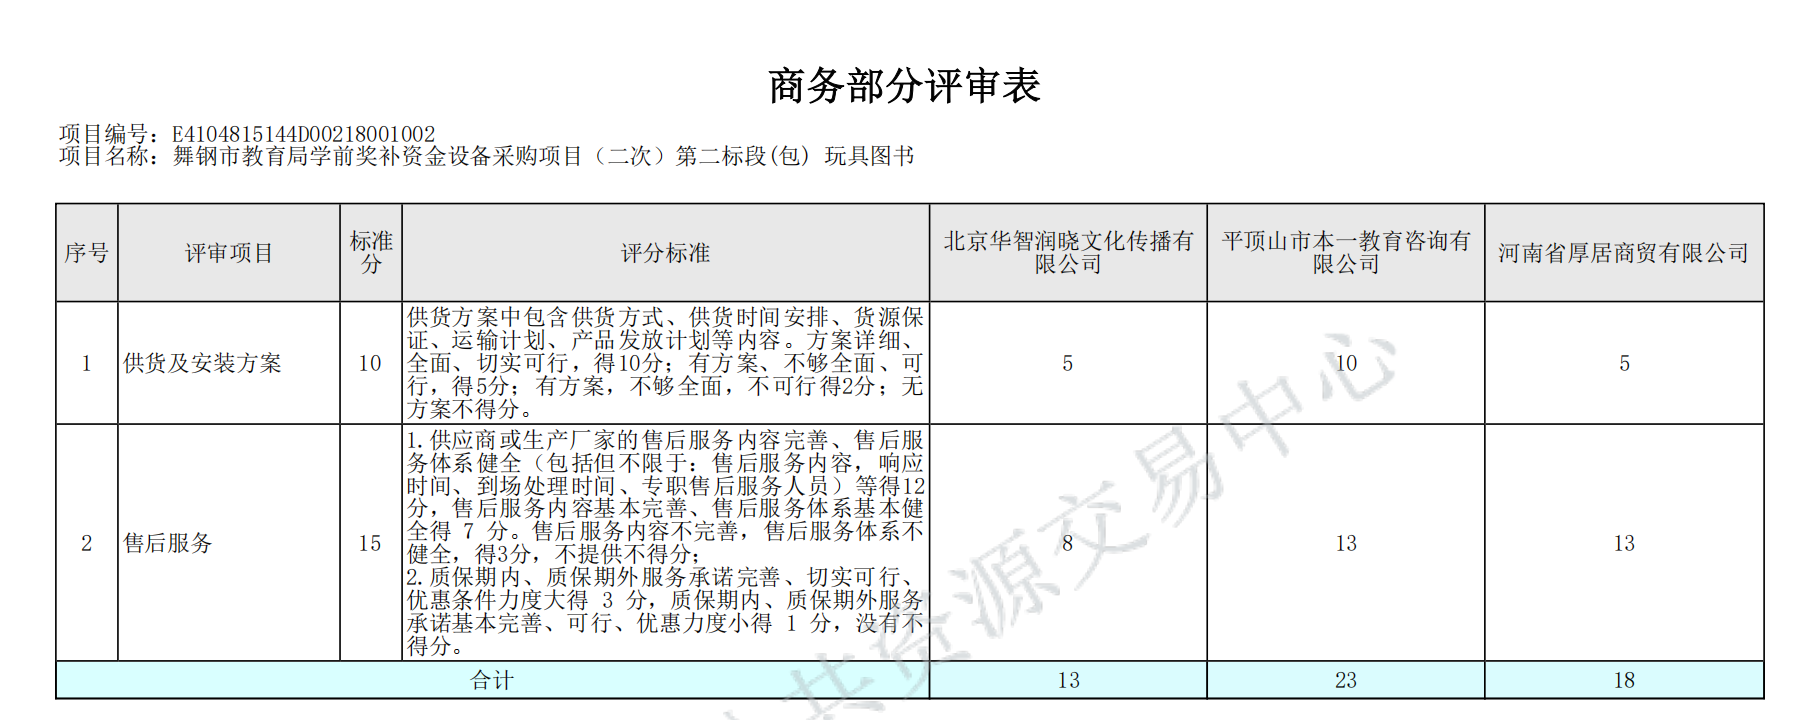 商务部分评审表
项目编号：E4104815144D00218001002
项目名称：舞钢市教育局学前奖补资金设备采购项目（二次）第二标段(包) 玩具图书
序号
评审项目
标准
分
评分标准
北京华智润晓文化传播有
限公司
平顶山市本一教育咨询有
限公司
河南省厚居商贸有限公司
1
供货及安装方案
10
供货方案中包含供货方式、供货时间安排、货源保
证、运输计划、产品发放计划等内容。方案详细、
全面、切实可行，得10分；有方案、不够全面、可
行，得5分；有方案，不够全面，不可行得2分；无
方案不得分。
5
10
5
2
售后服务
15
1.供应商或生产厂家的售后服务内容完善、售后服
务体系健全（包括但不限于：售后服务内容，响应
时间、到场处理时间、专职售后服务人员）等得12
分，售后服务内容基本完善、售后服务体系基本健
全得 7 分。售后服务内容不完善，售后服务体系不
健全，得3分，不提供不得分；
2.质保期内、质保期外服务承诺完善、切实可行、
优惠条件力度大得 3 分，质保期内、质保期外服务
承诺基本完善、可行、优惠力度小得 1 分，没有不
得分。
8
13
13
合计
13
23
18
共资源交易中心